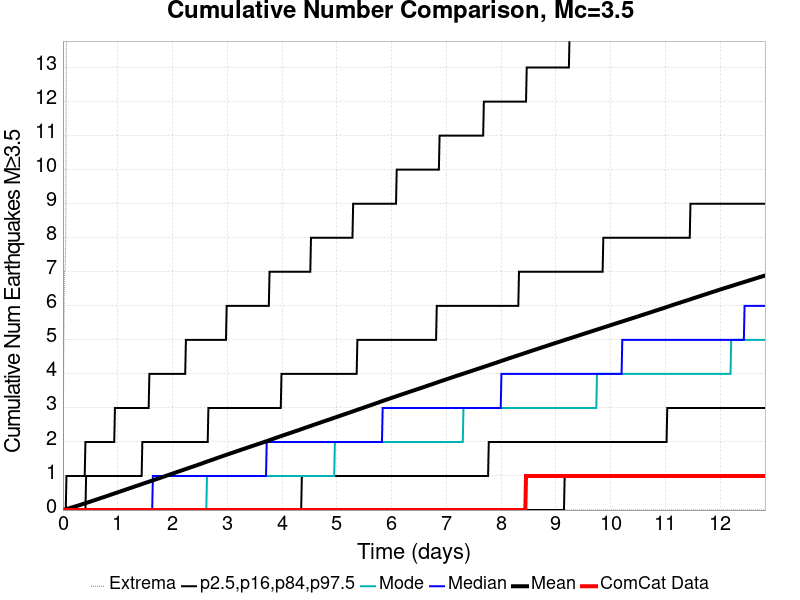 Cumulative Number Comparison, Mc=3.5
Cumulative Num Earthquakes M≥3.5
13
12
11
10
9
8
7
6
5
4
3
2
1
0
0 1 2 3 4 5 6 7 8 9 10 11 12
Time (days)
Extrema p2.5,p16,p84,p97.5 Mode Median Mean ComCat Data